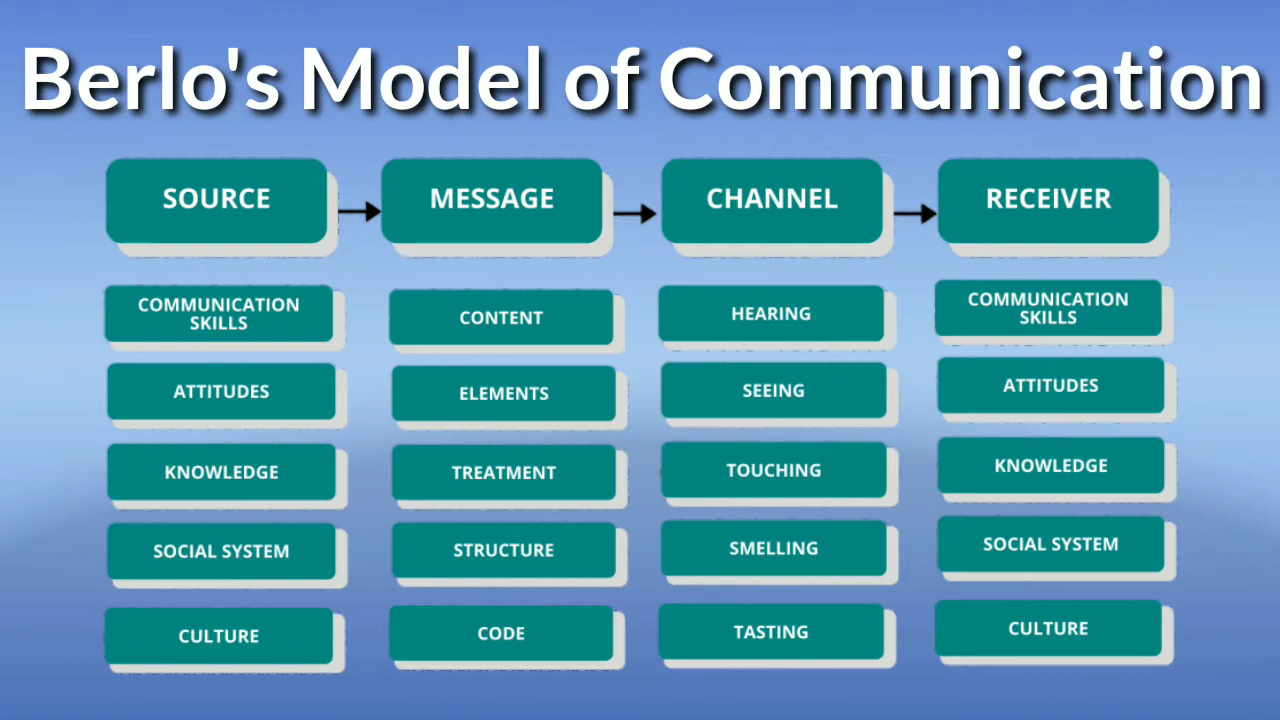 Berlo's Model of Communication
SOURCE
MESSAGE
CHANNEL
RECEIVER
COMMUNICATION
SKILLS
CONTENT
HEARING
COMMUNICATION
SKILLS
ATTITUDES
ELEMENTS
SEEING
ATTITUDES
KNOWLEDGE
TREATMENT
TOUCHING
KNOWLEDGE
SOCIAL SYSTEM
STRUCTURE
SMELLING
SOCIAL SYSTEM
CULTURE
CODE
TASTING
CULTURE